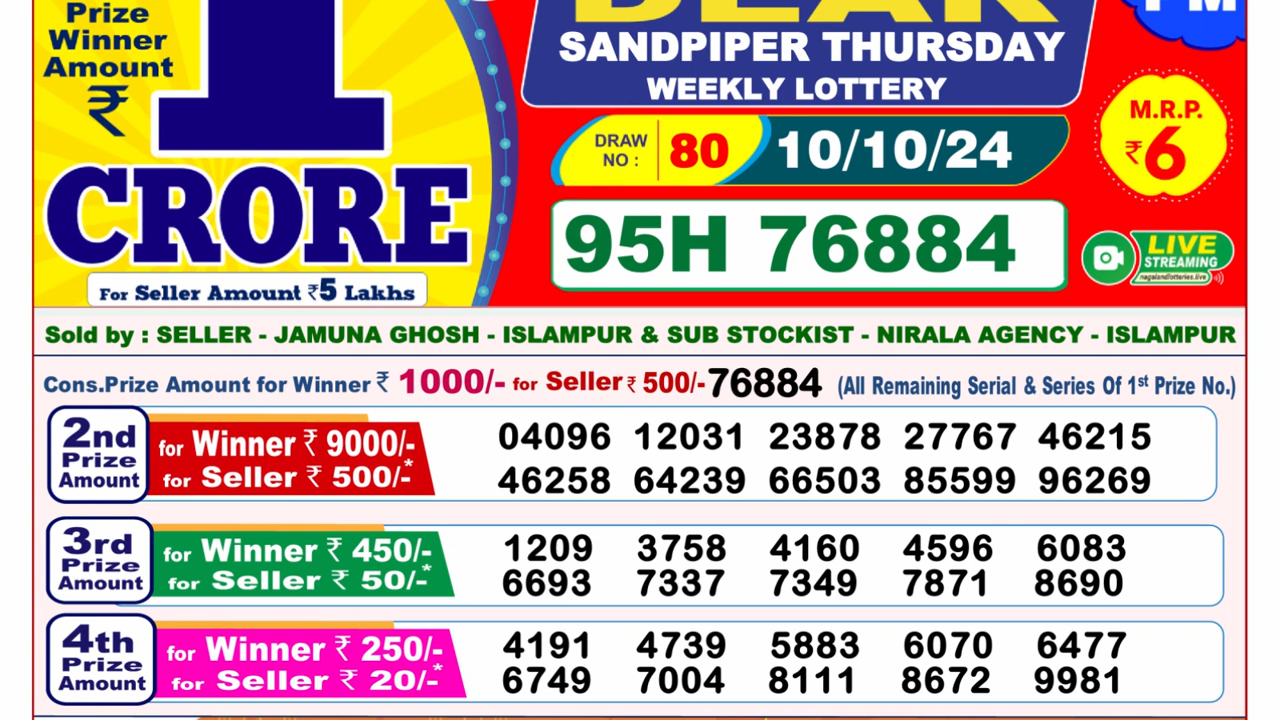 Prize
Winner
Amount
₹
1
CRORE
For Seller Amount ₹5 Lakhs
DEAR
SANDPIPER THURSDAY
WEEKLY LOTTERY
PM
DRAW
NO :
80
10/10/24
M.R.P.
₹6
95H 76884
LIVE
STREAMING
nagalandlotteries.live
Sold by : SELLER - JAMUNA GHOSH - ISLAMPUR & SUB STOCKIST - NIRALA AGENCY - ISLAMPUR
Cons.Prize Amount for Winner ₹ 1000/- for Seller ₹ 500/- 76884 (All Remaining Serial & Series Of 1st Prize No.)
2nd
Prize
Amount
for Winner ₹ 9000/-
for Seller ₹ 500/-*
04096 12031 23878 27767 46215
46258 64239 66503 85599 96269
3rd
Prize
Amount
for Winner ₹ 450/-
for Seller ₹ 50/-*
1209 3758 4160 4596 6083
6693 7337 7349 7871 8690
4th
Prize
Amount
for Winner ₹ 250/-
for Seller ₹ 20/-*
4191 4739 5883 6070 6477
6749 7004 8111 8672 9981